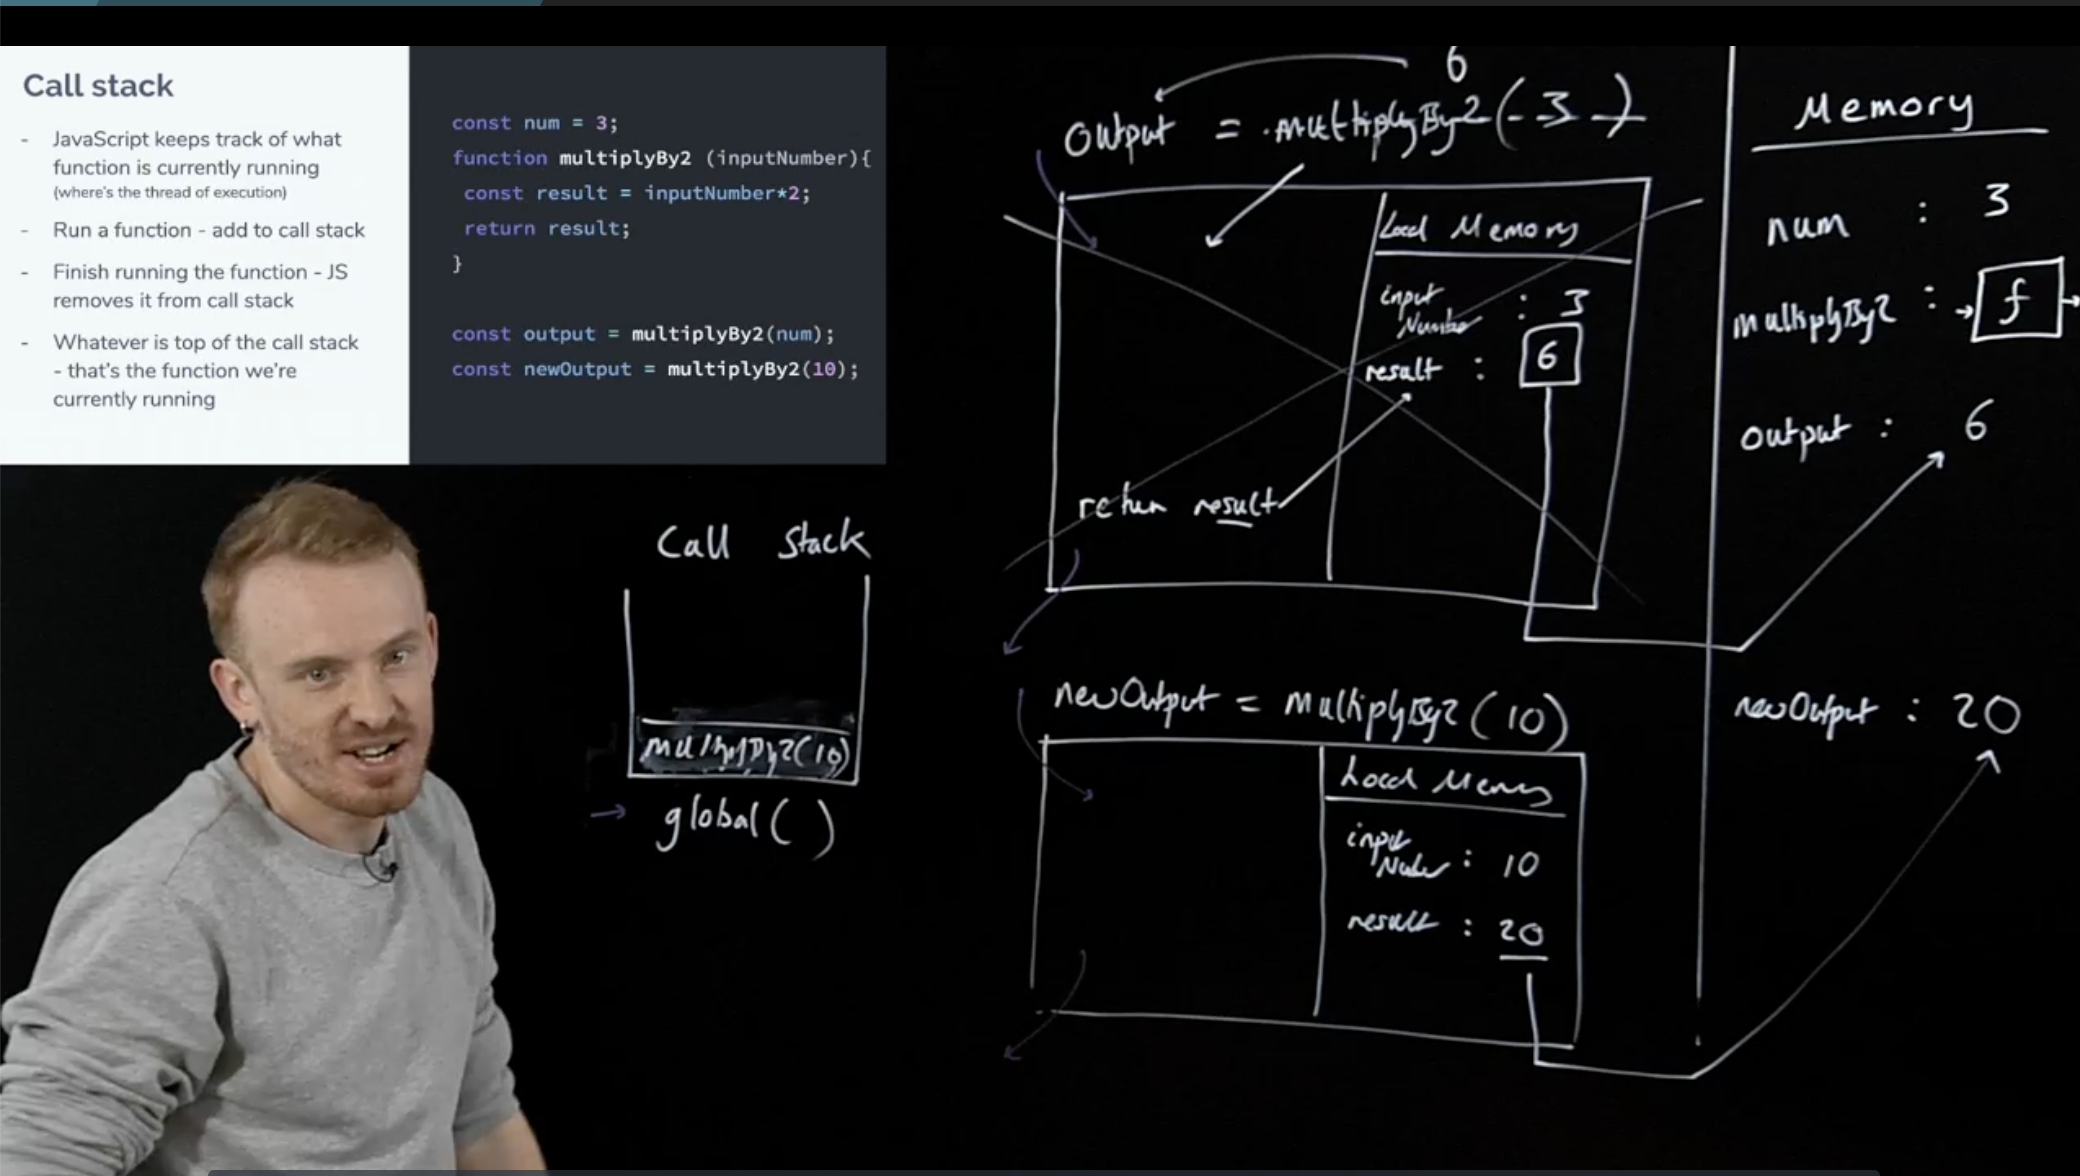 Call stack
- JavaScript keeps track of what
function is currently running
(where's the thread of execution)
- Run a function - add to call stack
- Finish running the function - JS
removes it from call stack
- Whatever is top of the call stack
- that's the function we're
currently running
const num = 3;
function multiplyBy2 (inputNumber){
const result = inputNumber*2;
return result;
}
const output = multiplyBy2(num);
const newOutput = multiplyBy2(10);
Call Stack
multiplyBy2(10)
global()
6
output = multiplyBy2(3)
Local Memory
input
Number : 3
result : 6
return result
newOutput = multiplyBy2(10)
Local Memory
input
Number : 10
result : 20
Memory
num : 3
multiplyBy2 : f
output : 6
newOutput : 20